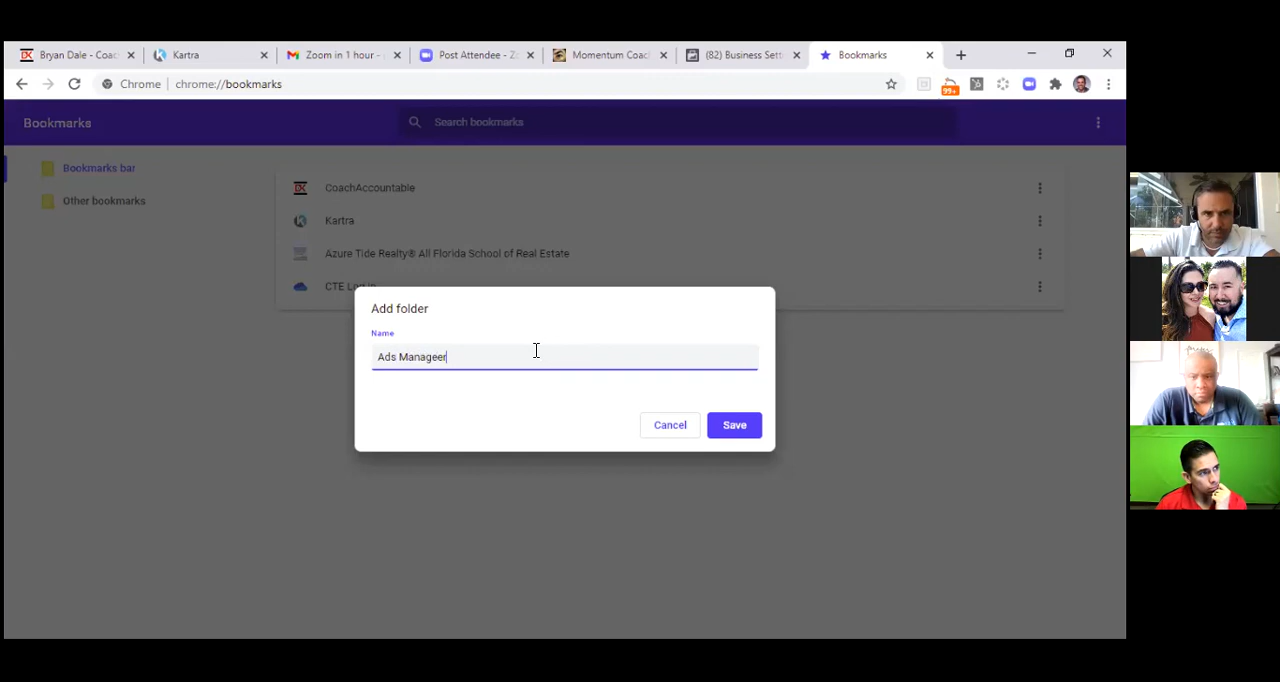 Bryan Dale - Coac
Kartra
Zoom in 1 hour -
Post Attendee - Zo
Momentum Coac
(82) Business Sett
Bookmarks
Chrome
chrome://bookmarks
99+
Bookmarks
Search bookmarks
Bookmarks bar
Other bookmarks
CoachAccountable
Kartra
Azure Tide Realty® All Florida School of Real Estate
CTE
Add folder
Name
Ads Manageer
Cancel
Save